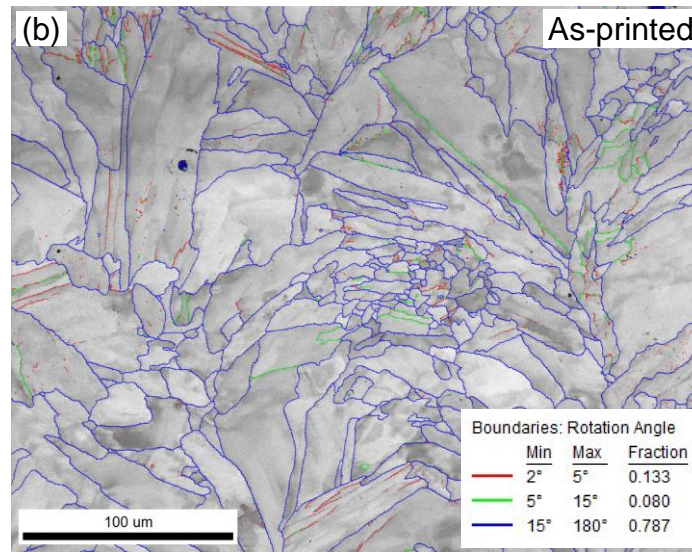 (b)
As-printed
Boundaries: Rotation Angle
Min Max Fraction
2° 5° 0.133
5° 15° 0.080
15° 180° 0.787
100 um